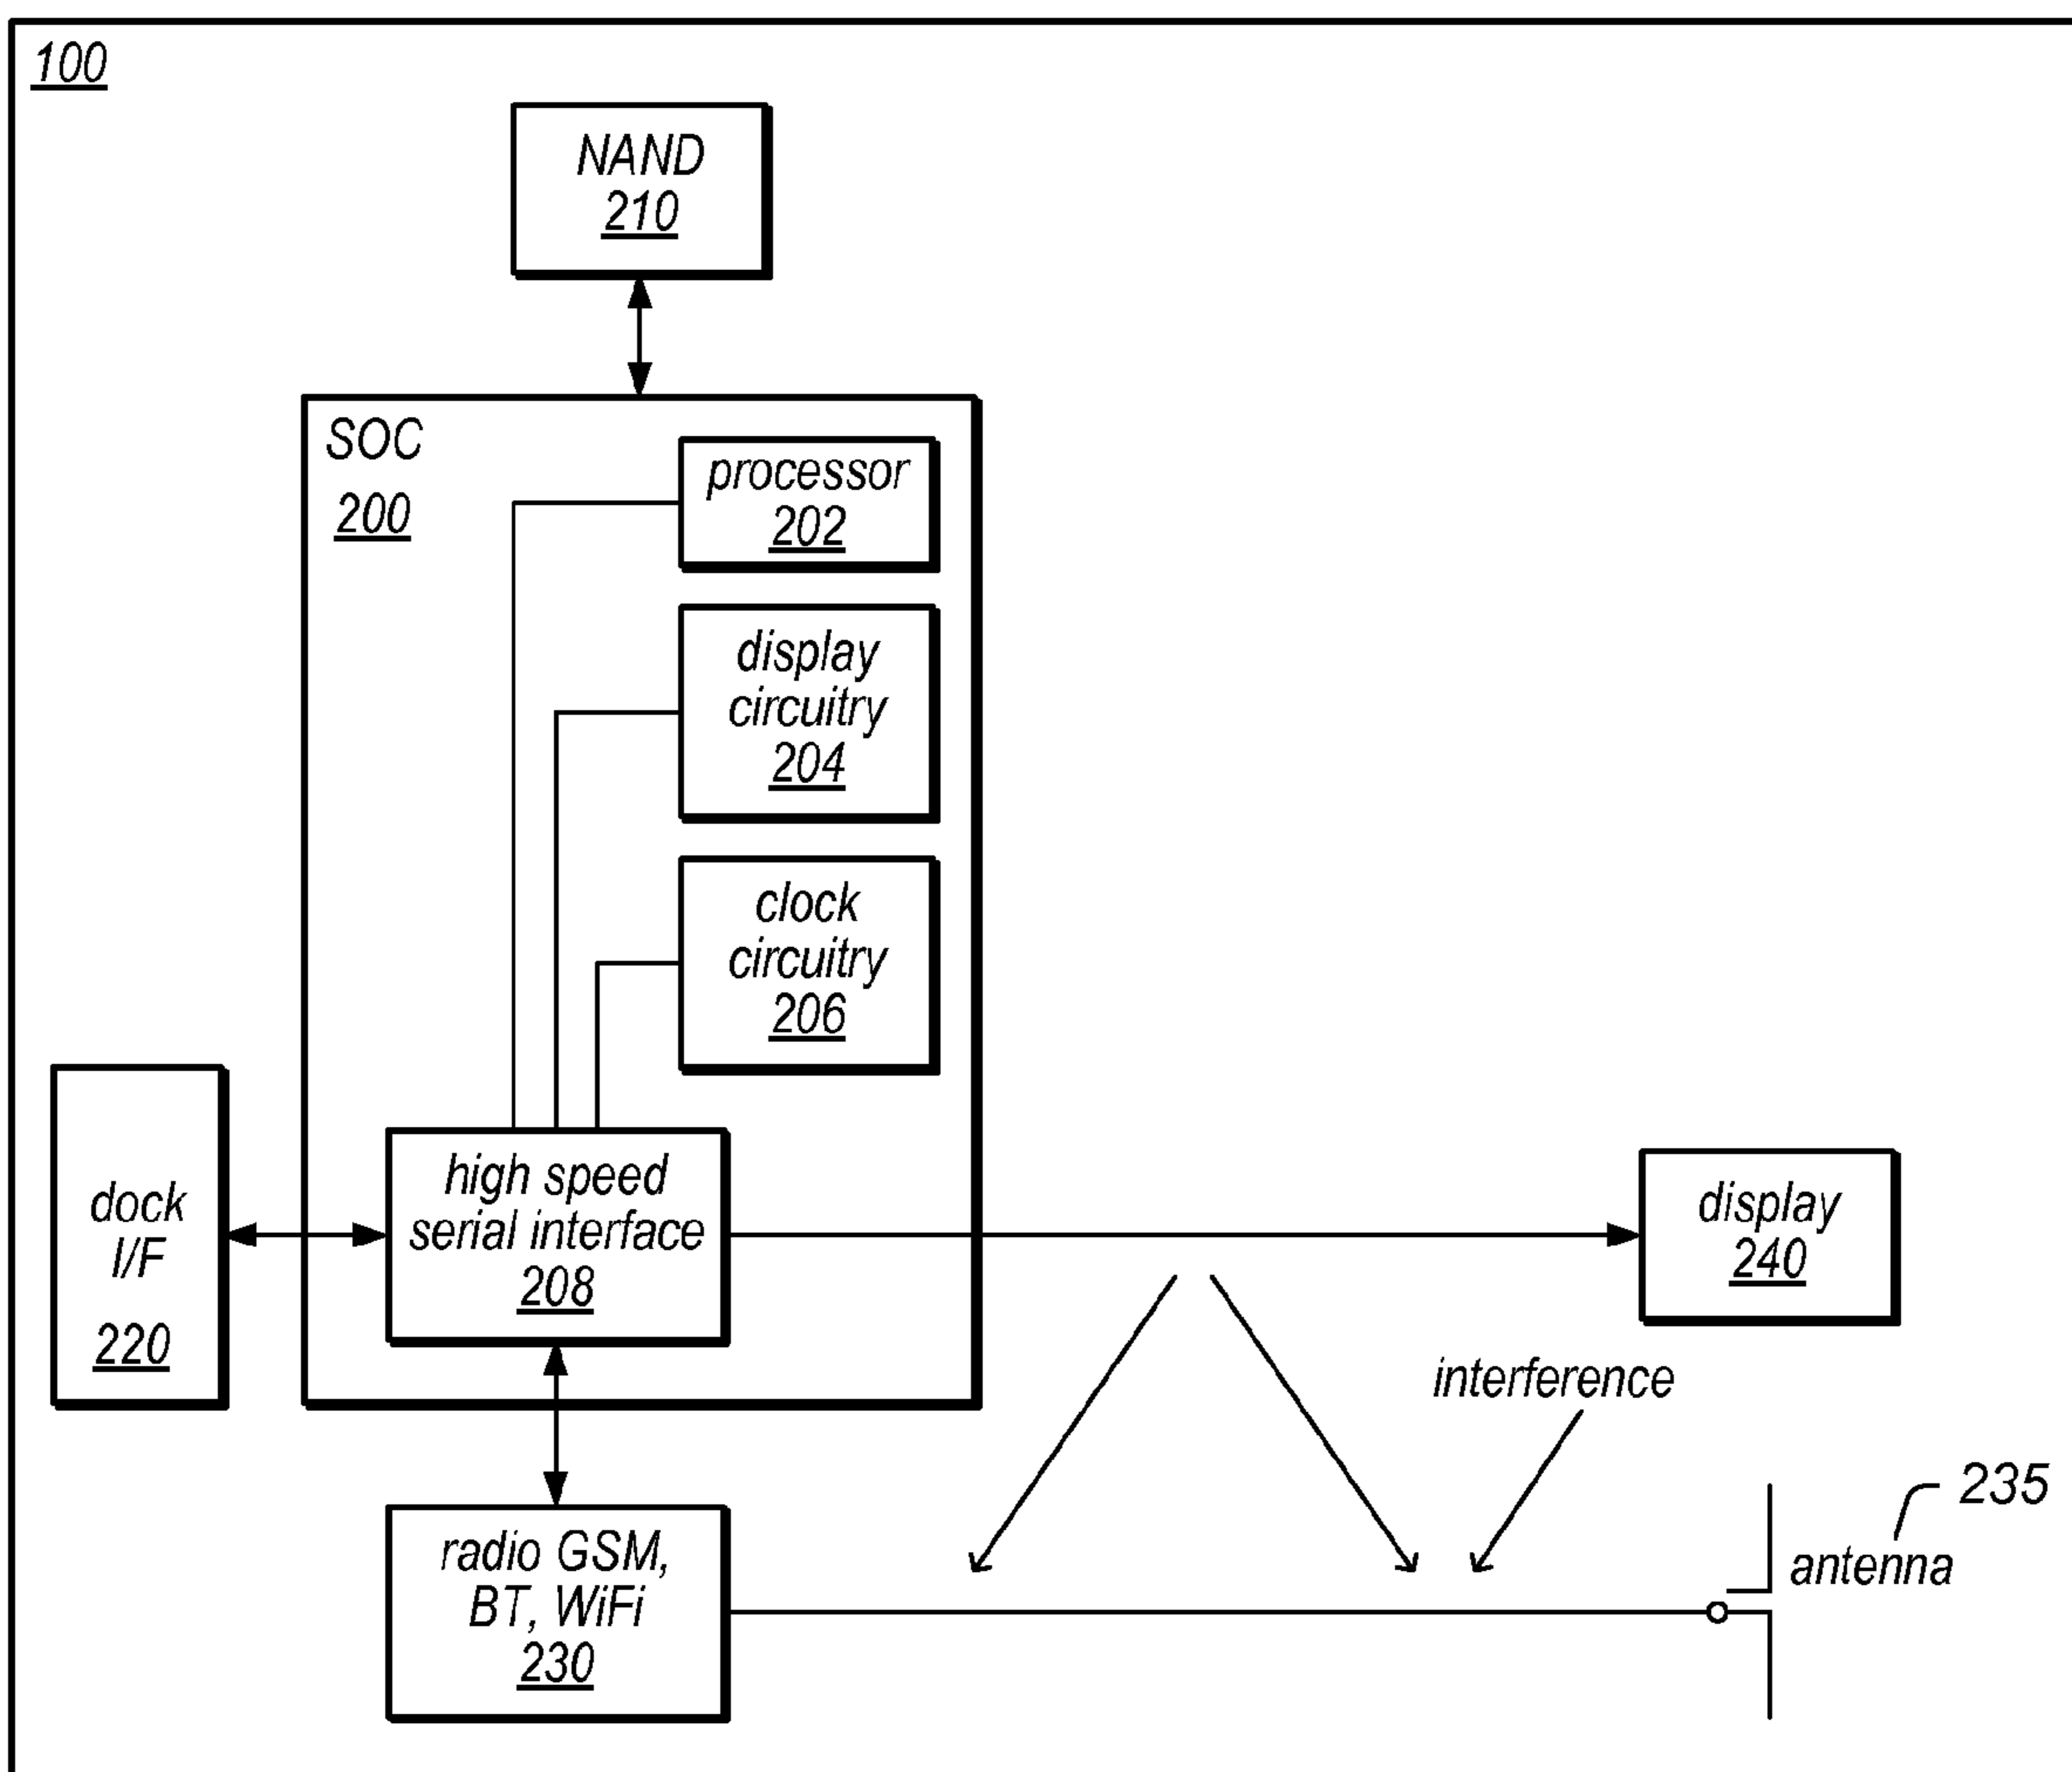 100
NAND
210
SOC
200
processor
202
display
circuitry
204
clock
circuitry
206
dock
I/F
220
high speed
serial interface
208
display
240
interference
235
antenna
radio GSM,
BT, WiFi
230